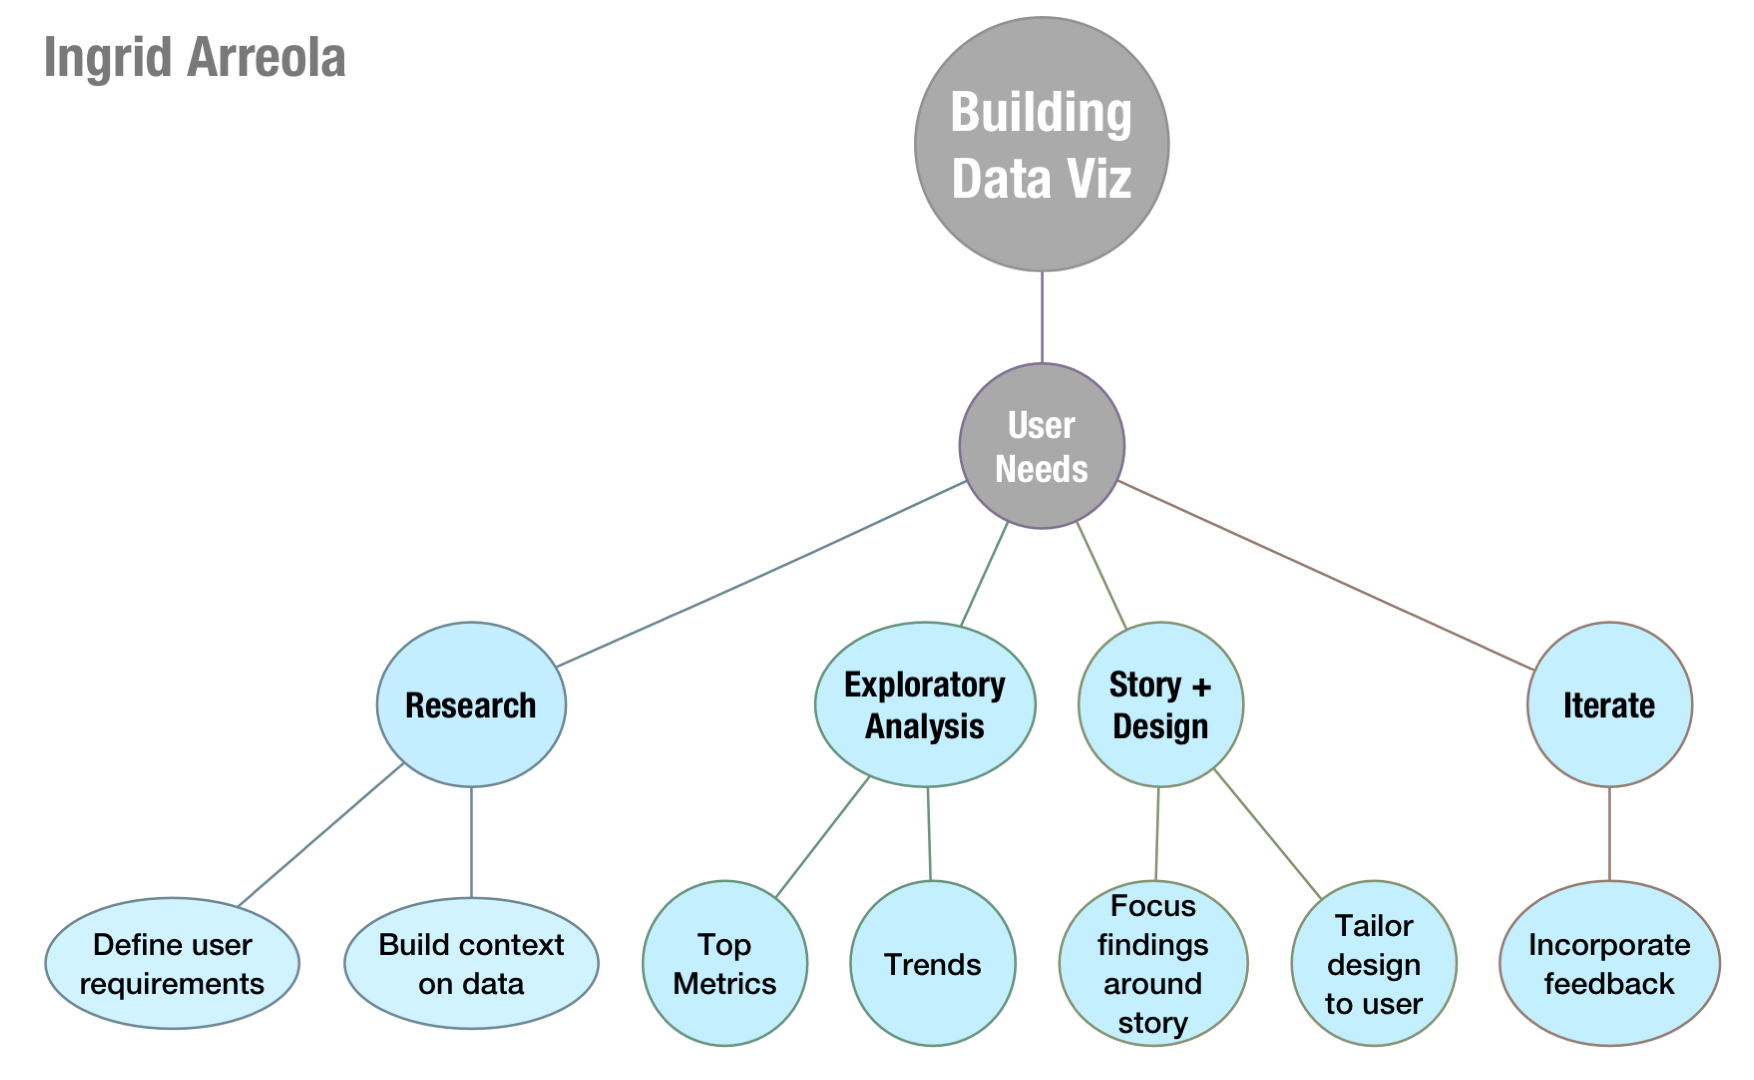 Ingrid Arreola
Building
Data Viz
User
Needs
Research
Exploratory
Analysis
Story +
Design
Iterate
Define user
requirements
Build context
on data
Top
Metrics
Trends
Focus
findings
around
story
Tailor
design
to user
Incorporate
feedback